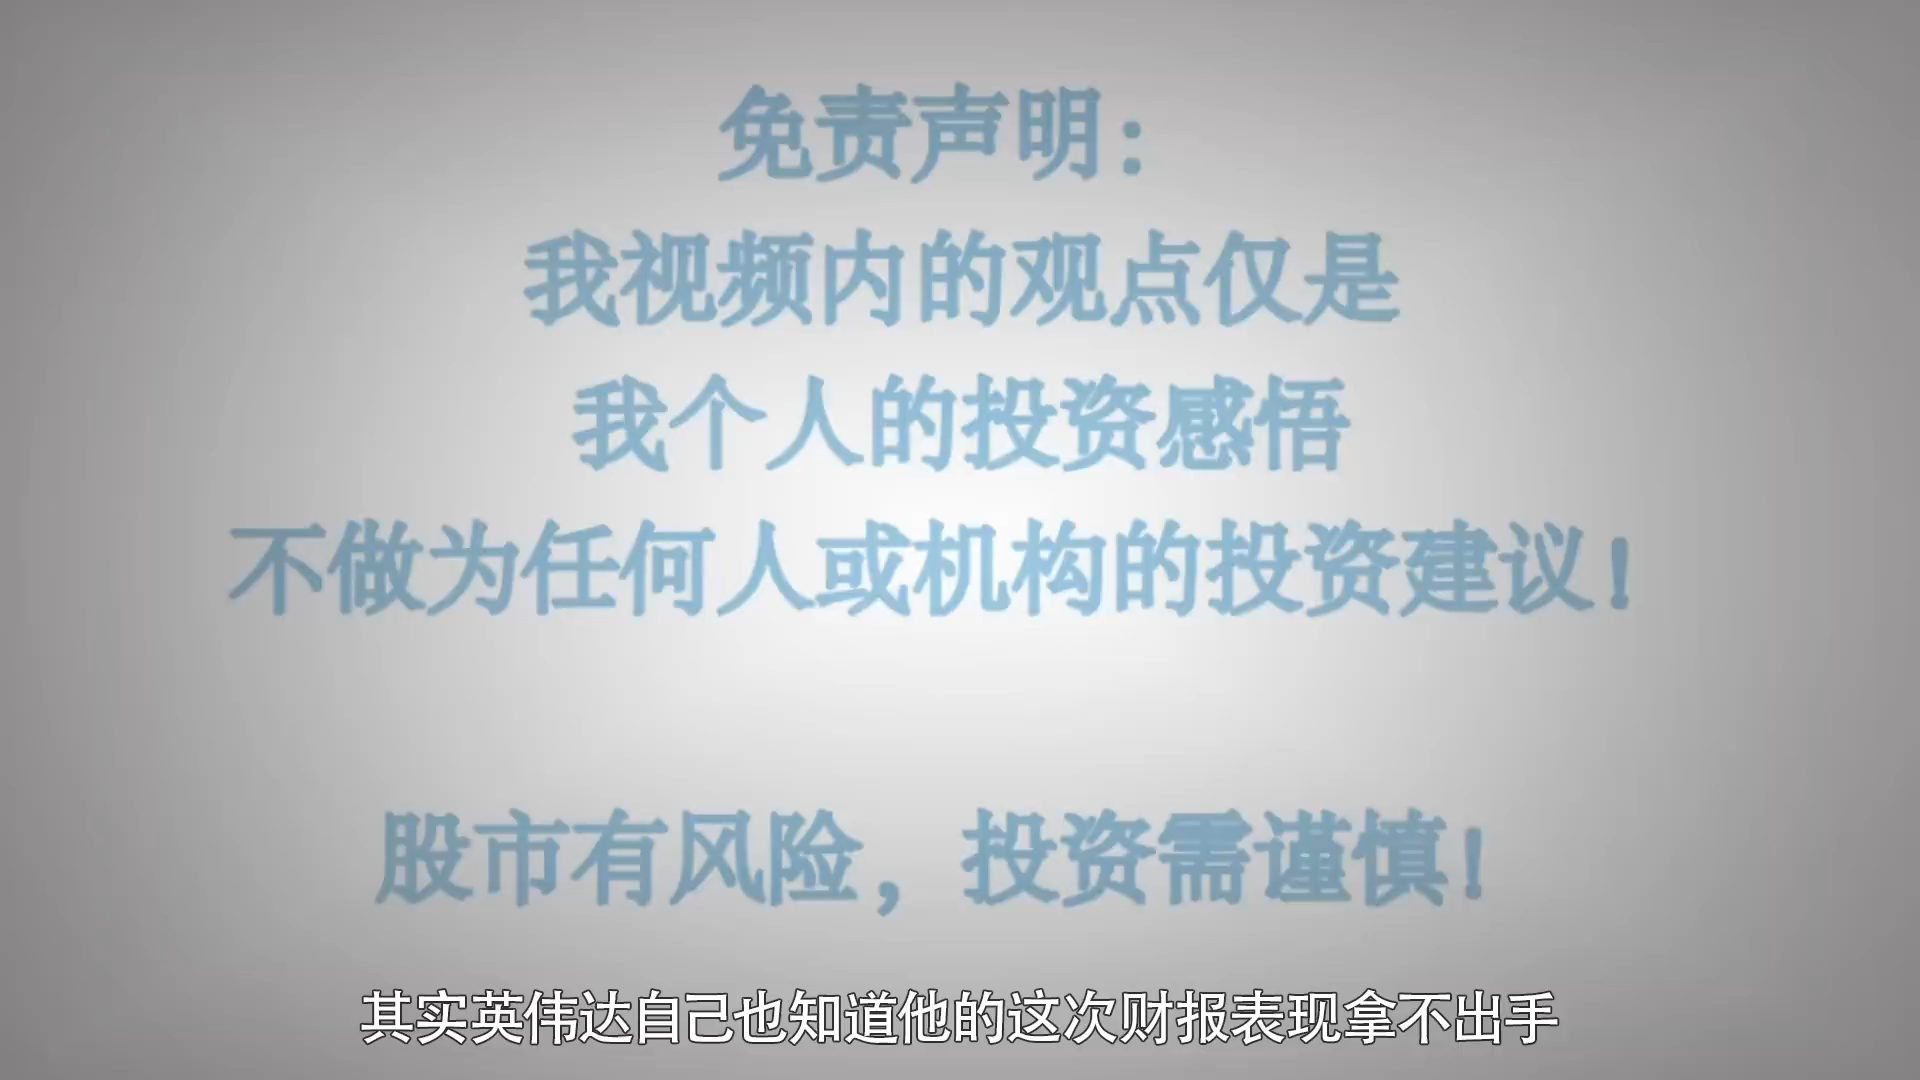 免责声明：
我视频内的观点仅是
我个人的投资感悟
不做为任何人或机构的投资建议！
股市有风险，投资需谨慎！
其实英伟达自己也知道他的这次财报表现拿不出手